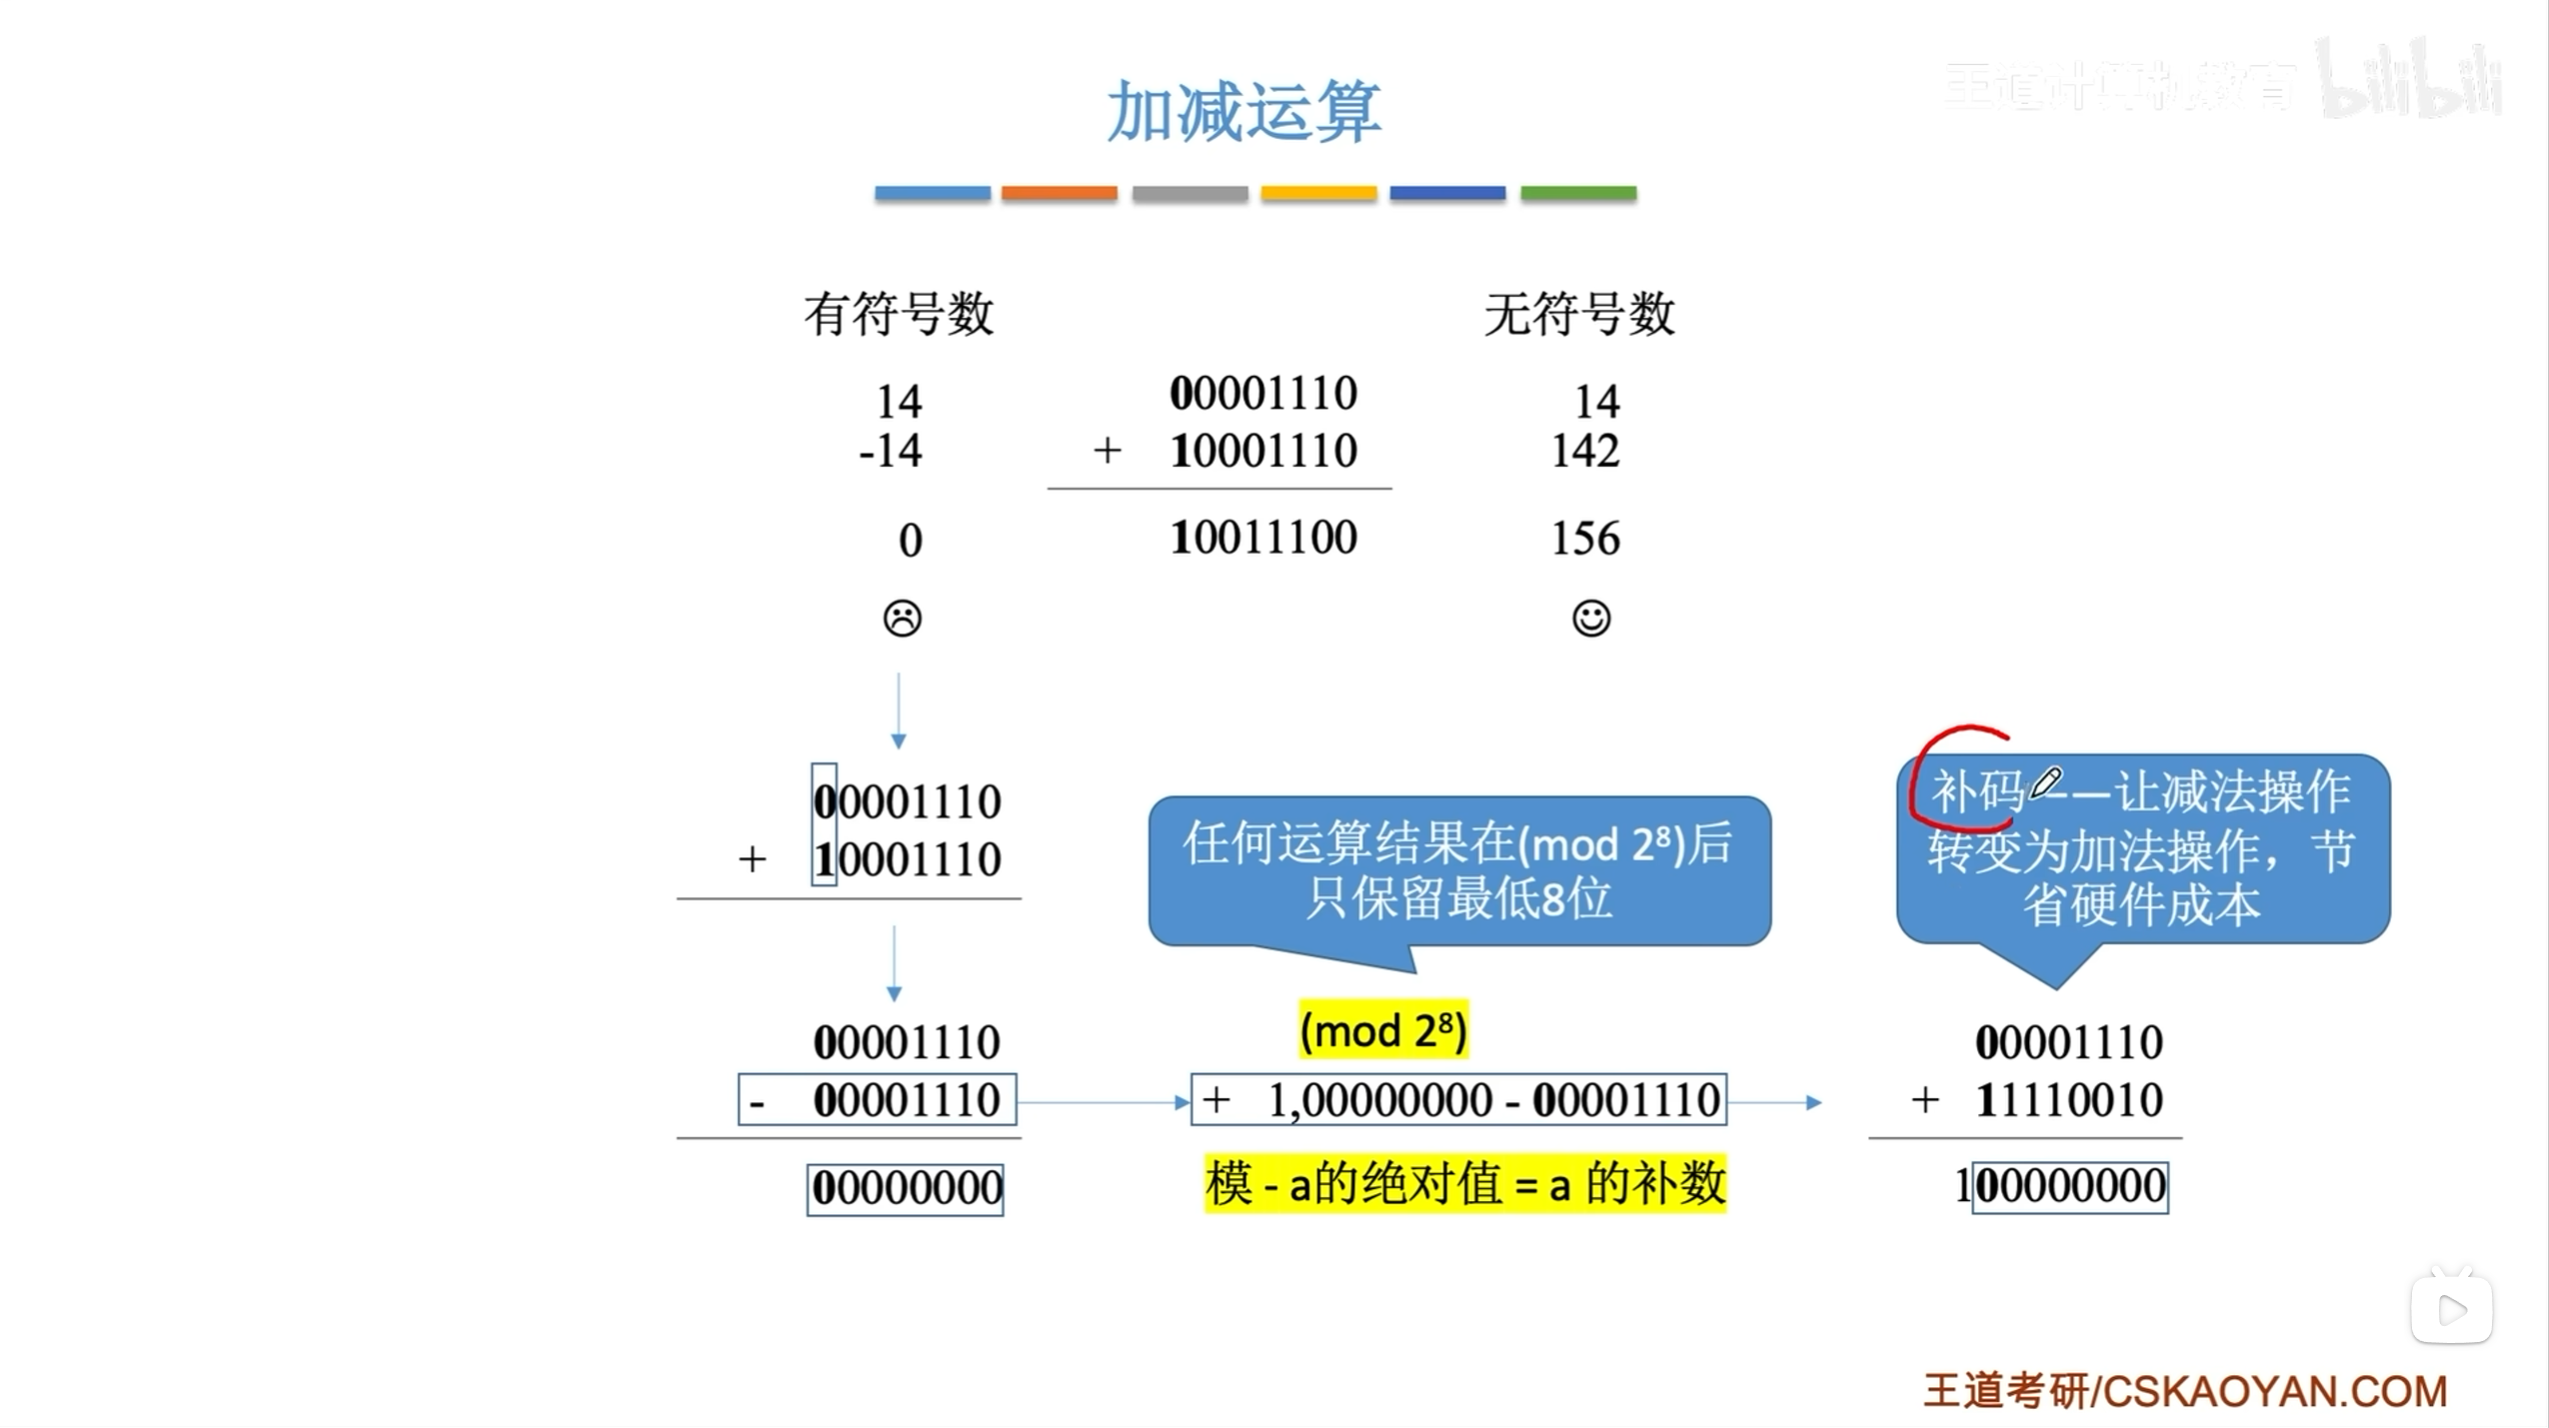 王道计算机教育 bilibili
加减运算
有符号数
无符号数
14 00001110 14
-14 + 10001110 142
0 10011100 156
00001110
+ 10001110
任何运算结果在(mod 2⁸)后
只保留最低8位
补码——让减法操作
转变为加法操作，节
省硬件成本
(mod 2⁸)
00001110
- 00001110
00000000
+ 1,00000000 - 00001110
模 - a的绝对值 = a 的补数
00001110
+ 11110010
100000000
王道考研/CSKAOYAN.COM